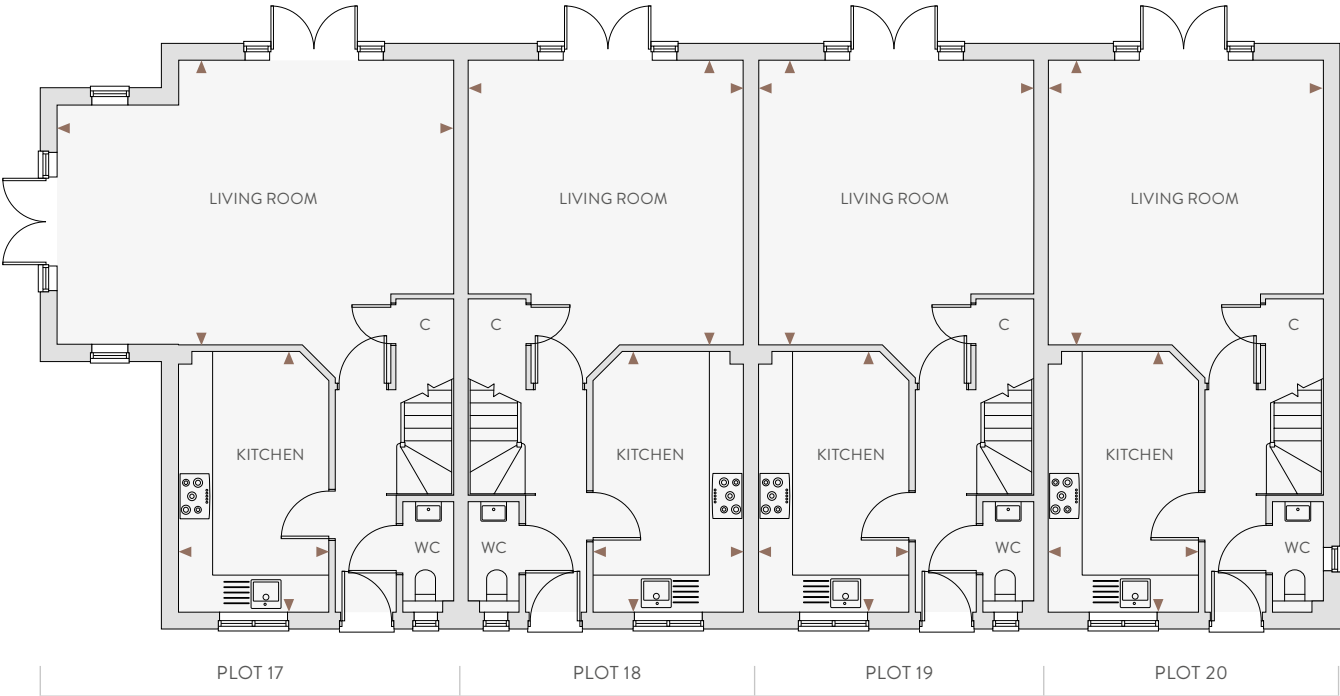 LIVING ROOM
LIVING ROOM
LIVING ROOM
LIVING ROOM
C
C
C
C
KITCHEN
KITCHEN
KITCHEN
KITCHEN
WC
WC
WC
WC
PLOT 17
PLOT 18
PLOT 19
PLOT 20